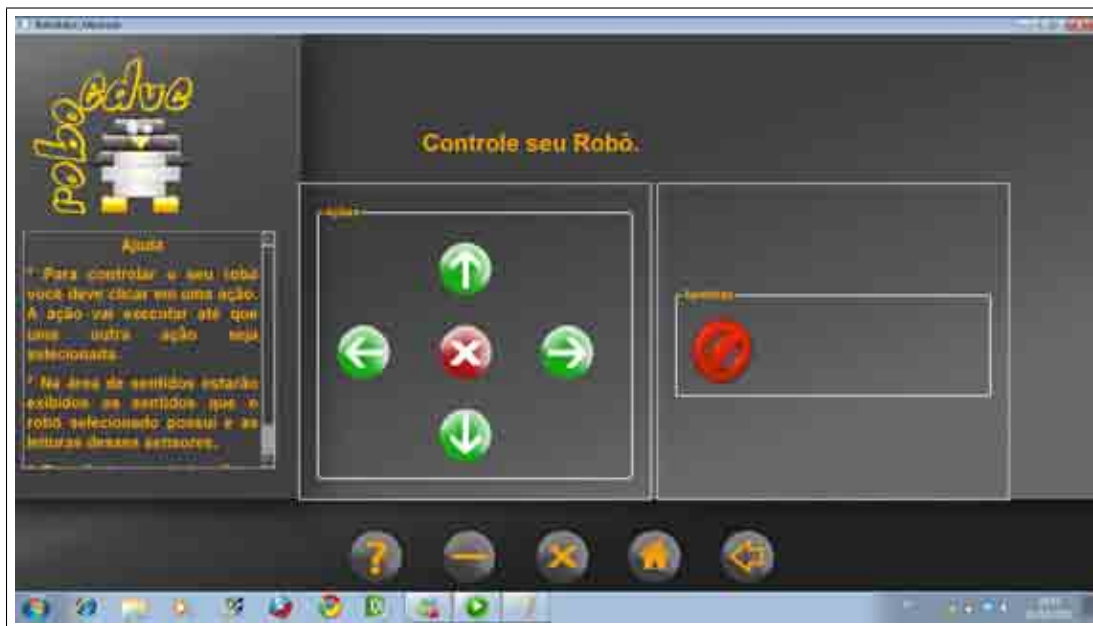 robo
educ
Controle seu Robô.
Ações
Ajuda
* Para controlar o seu robô
você deve clicar em uma ação.
A ação vai executar até que
uma outra ação seja
selecionada.
* Na área de sentidos estarão
exibidos os sentidos que o
robô selecionado possui e as
leituras desses sensores.